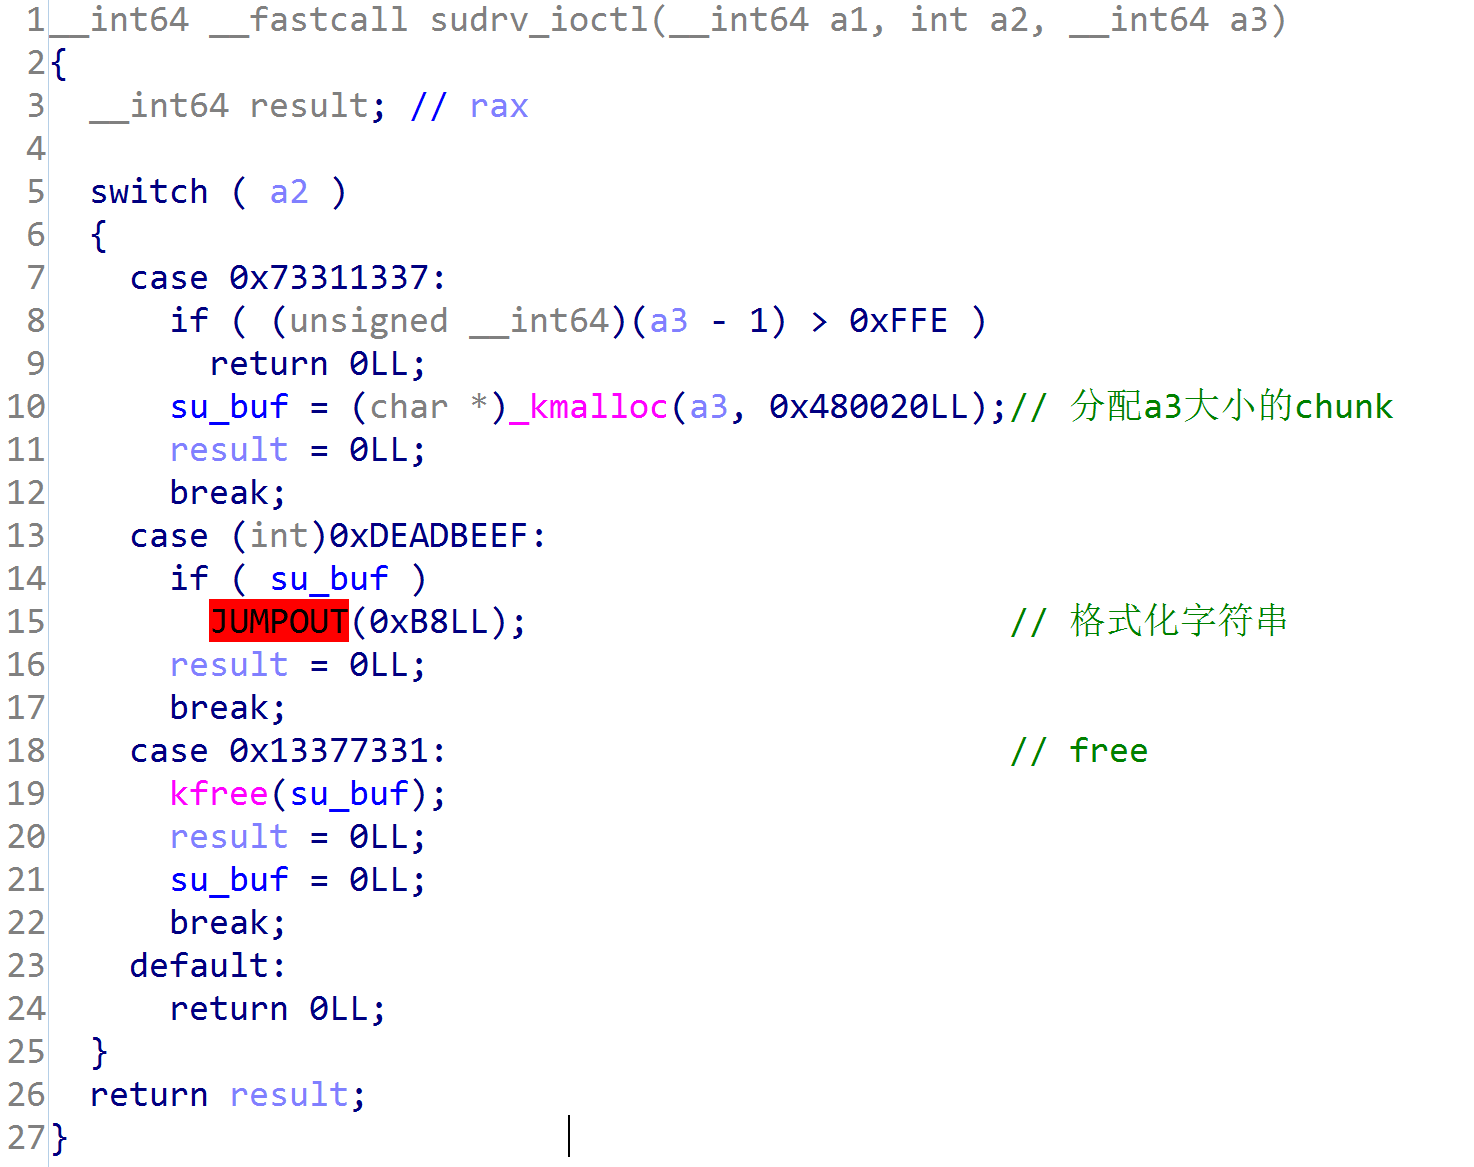 1 __int64 __fastcall sudrv_ioctl(__int64 a1, int a2, __int64 a3)
2 {
3   __int64 result; // rax
4
5   switch ( a2 )
6   {
7     case 0x73311337:
8       if ( (unsigned __int64)(a3 - 1) > 0xFFE )
9         return 0LL;
10       su_buf = (char *)_kmalloc(a3, 0x480020LL);// 分配a3大小的chunk
11       result = 0LL;
12       break;
13     case (int)0xDEADBEEF:
14       if ( su_buf )
15         JUMPOUT(0xB8LL);                        // 格式化字符串
16       result = 0LL;
17       break;
18     case 0x13377331:                            // free
19       kfree(su_buf);
20       result = 0LL;
21       su_buf = 0LL;
22       break;
23     default:
24       return 0LL;
25   }
26   return result;
27 }